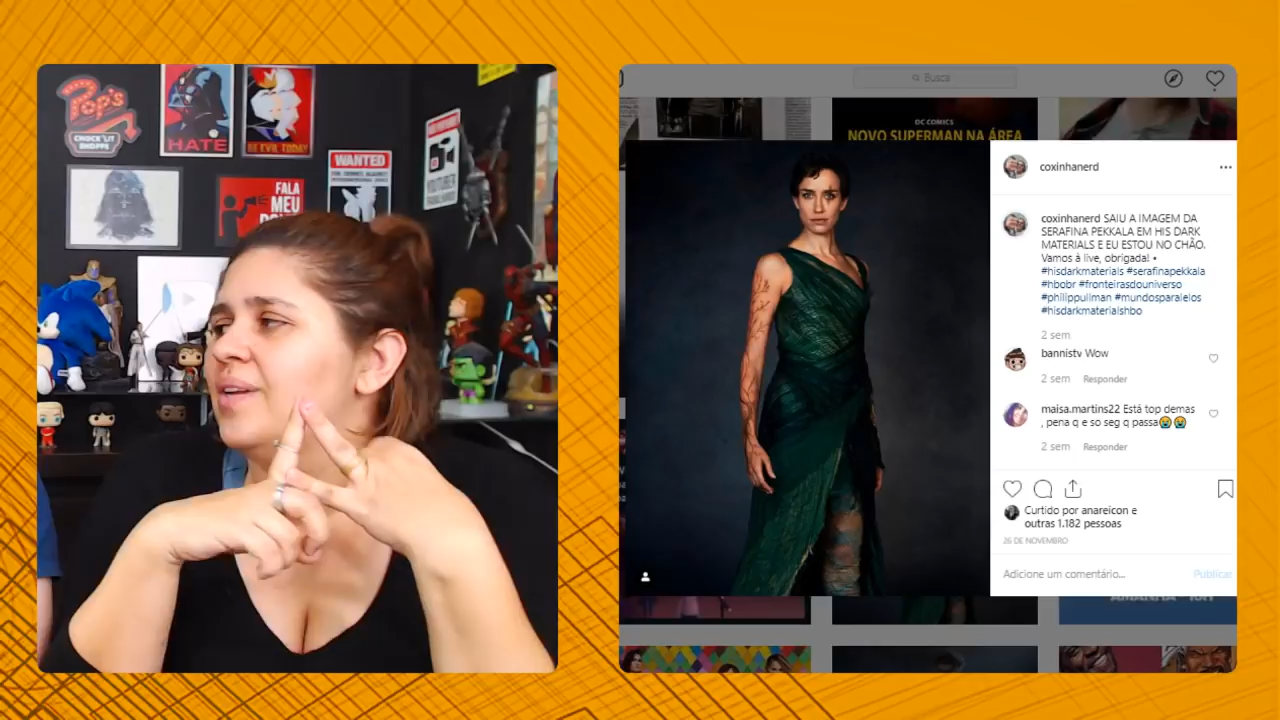 Pop's
CHOCK'LIT
SHOPPE
HATE
BE EVIL TODAY
WANTED
FALA
MEU
Busca
DC COMICS
NOVO SUPERMAN NA ÁREA
coxinhanerd
coxinhanerd SAIU A IMAGEM DA
SERAFINA PEKKALA EM HIS DARK
MATERIALS E EU ESTOU NO CHÃO.
Vamos à live, obrigada! •
#hisdarkmaterials #serafinapekkala
#hbobr #fronteirasdouniverso
#philippullman #mundosparalelos
#hisdarkmaterialshbo
2 sem
bannistv Wow
2 sem Responder
maisa.martins22 Está top demas
, pena q e so seg q passa😭😭
2 sem Responder
Curtido por anareicon e
outras 1.182 pessoas
26 DE NOVEMBRO
Adicione um comentário... Publicar